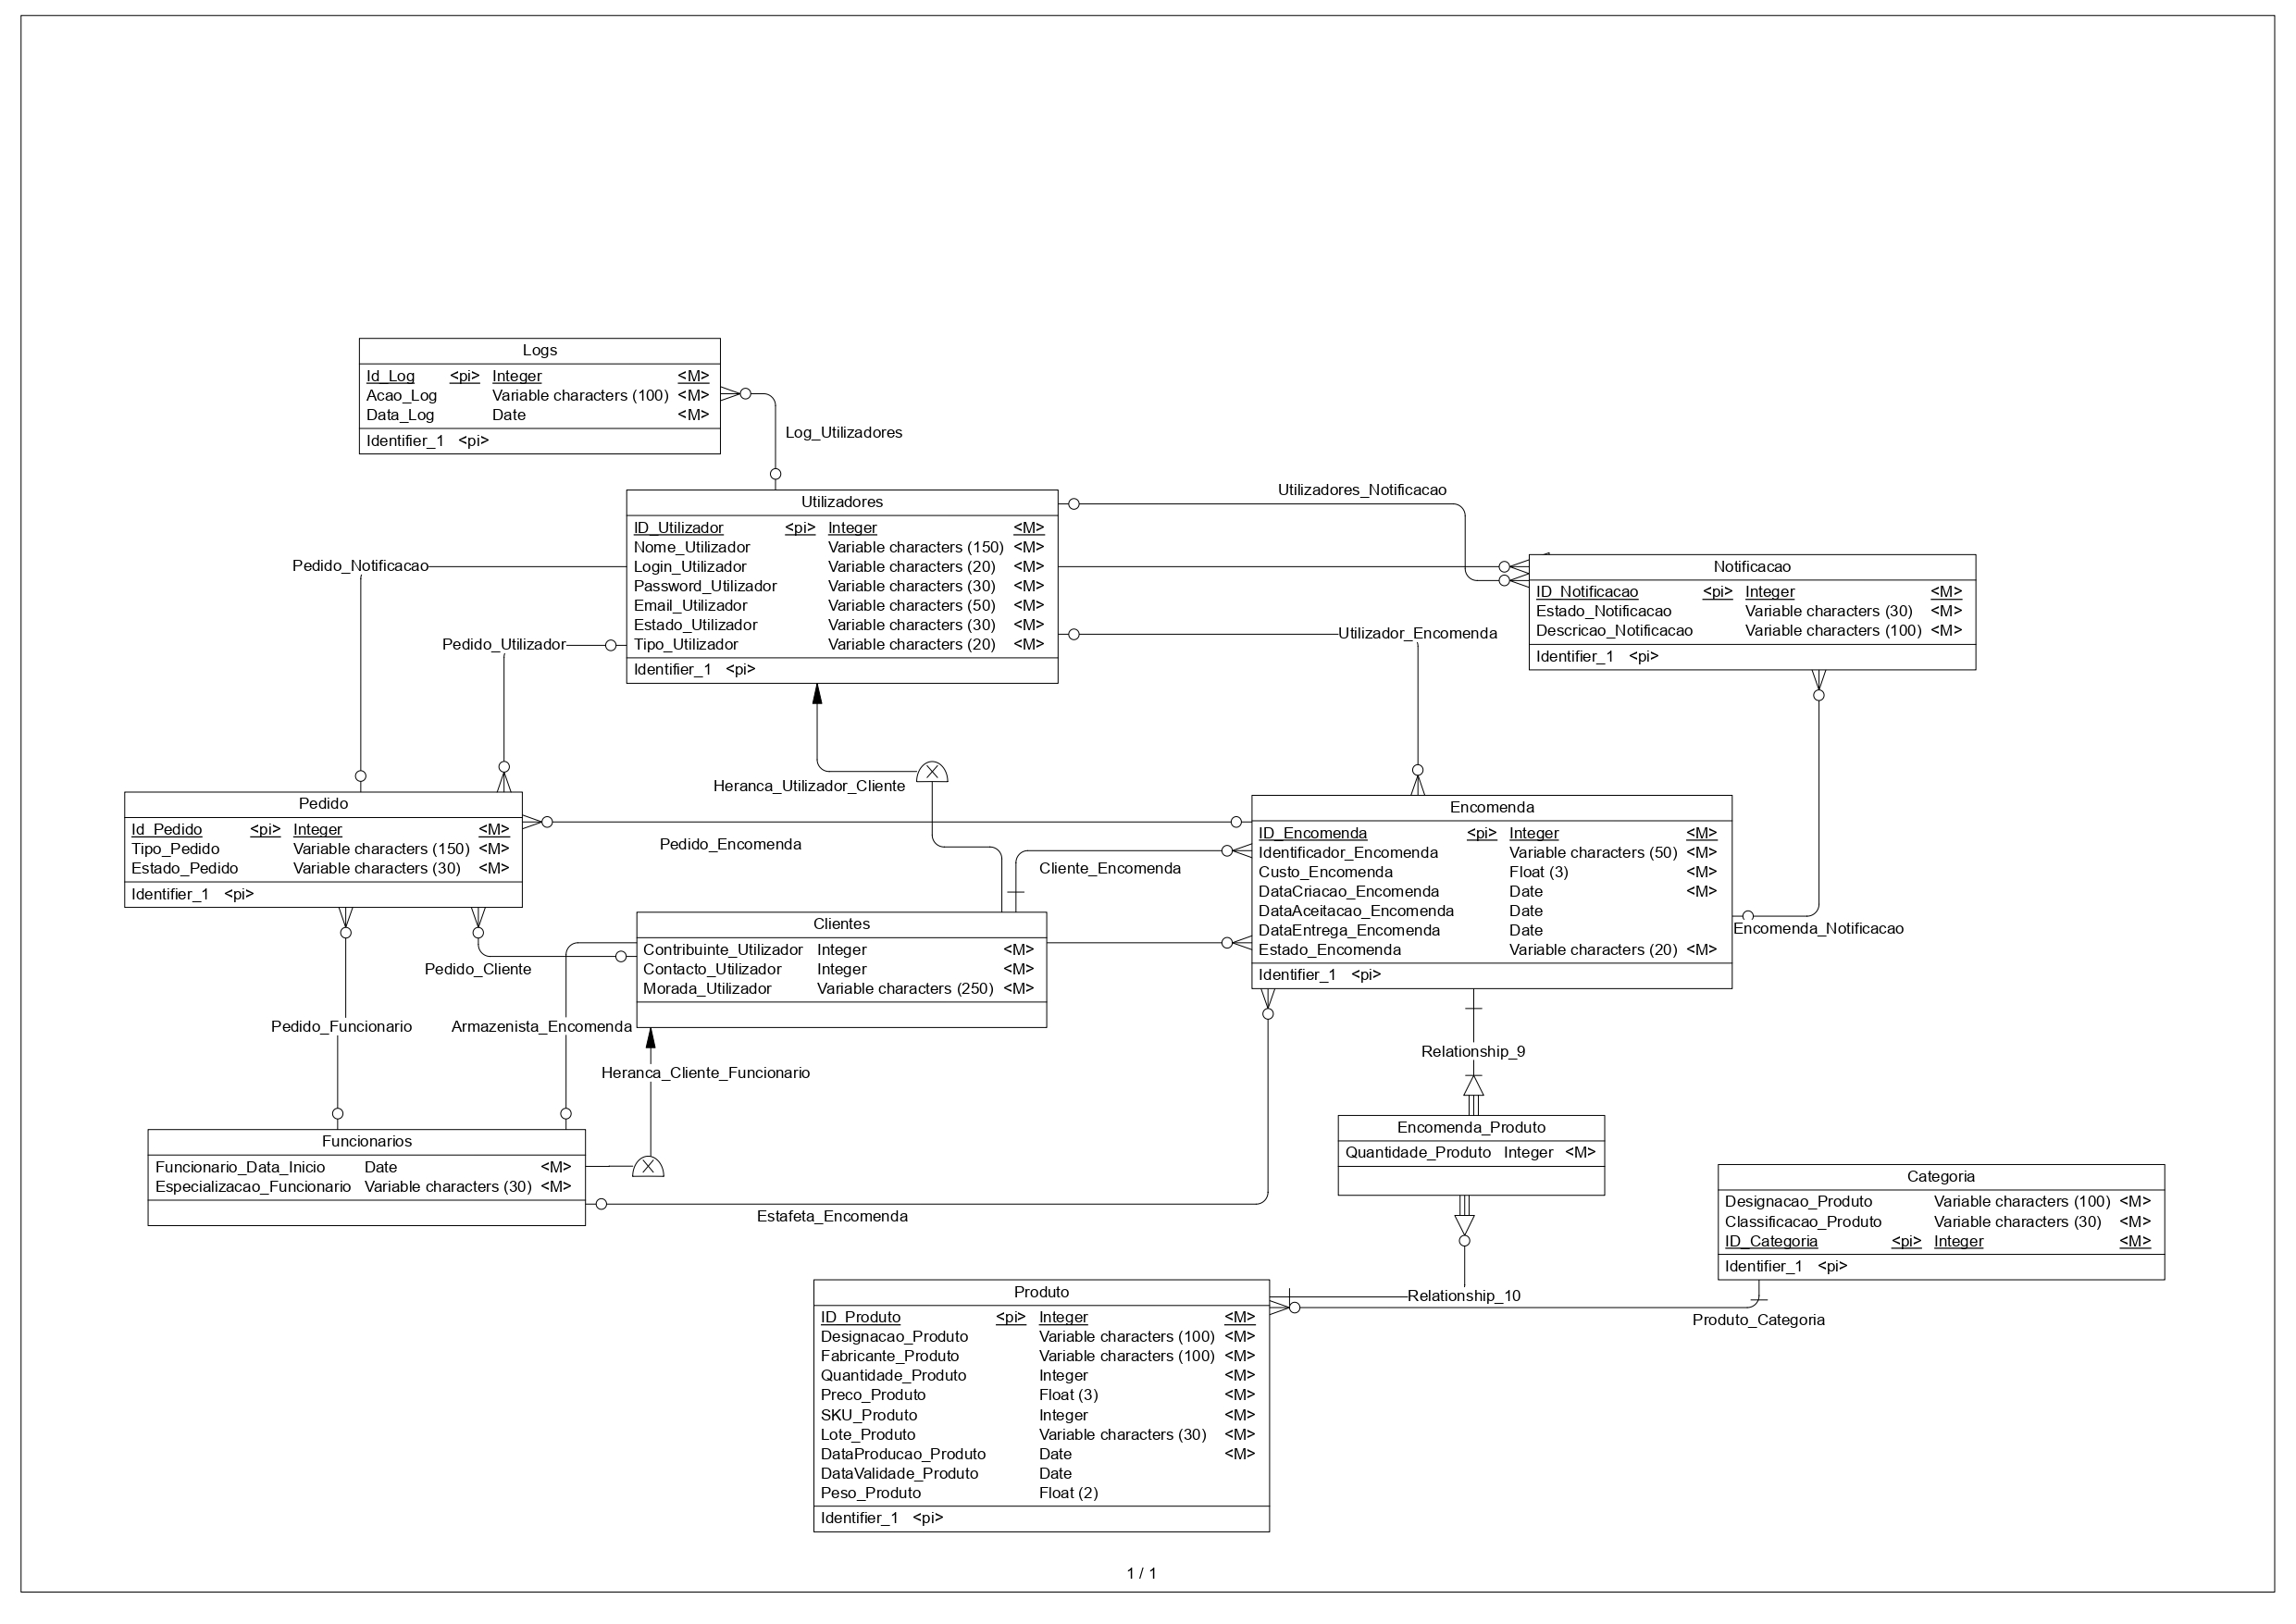 Logs
Id_Log <pi> Integer <M>
Acao_Log Variable characters (100) <M>
Data_Log Date <M>
Identifier_1 <pi>
Log_Utilizadores
Utilizadores
ID_Utilizador <pi> Integer <M>
Nome_Utilizador Variable characters (150) <M>
Login_Utilizador Variable characters (20) <M>
Password_Utilizador Variable characters (30) <M>
Email_Utilizador Variable characters (50) <M>
Estado_Utilizador Variable characters (30) <M>
Tipo_Utilizador Variable characters (20) <M>
Identifier_1 <pi>
Utilizadores_Notificacao
Pedido_Notificacao
Notificacao
ID_Notificacao <pi> Integer <M>
Estado_Notificacao Variable characters (30) <M>
Descricao_Notificacao Variable characters (100) <M>
Identifier_1 <pi>
Utilizador_Encomenda
Pedido_Utilizador
Heranca_Utilizador_Cliente
Pedido
Id_Pedido <pi> Integer <M>
Tipo_Pedido Variable characters (150) <M>
Estado_Pedido Variable characters (30) <M>
Identifier_1 <pi>
Pedido_Encomenda
Cliente_Encomenda
Encomenda
ID_Encomenda <pi> Integer <M>
Identificador_Encomenda Variable characters (50) <M>
Custo_Encomenda Float (3) <M>
DataCriacao_Encomenda Date <M>
DataAceitacao_Encomenda Date
DataEntrega_Encomenda Date
Estado_Encomenda Variable characters (20) <M>
Identifier_1 <pi>
Encomenda_Notificacao
Clientes
Contribuinte_Utilizador Integer <M>
Contacto_Utilizador Integer <M>
Morada_Utilizador Variable characters (250) <M>
Pedido_Cliente
Pedido_Funcionario
Armazenista_Encomenda
Heranca_Cliente_Funcionario
Relationship_9
Funcionarios
Funcionario_Data_Inicio Date <M>
Especializacao_Funcionario Variable characters (30) <M>
Estafeta_Encomenda
Encomenda_Produto
Quantidade_Produto Integer <M>
Categoria
Designacao_Produto Variable characters (100) <M>
Classificacao_Produto Variable characters (30) <M>
ID_Categoria <pi> Integer <M>
Identifier_1 <pi>
Relationship_10
Produto_Categoria
Produto
ID_Produto <pi> Integer <M>
Designacao_Produto Variable characters (100) <M>
Fabricante_Produto Variable characters (100) <M>
Quantidade_Produto Integer <M>
Preco_Produto Float (3) <M>
SKU_Produto Integer <M>
Lote_Produto Variable characters (30) <M>
DataProducao_Produto Date <M>
DataValidade_Produto Date
Peso_Produto Float (2)
Identifier_1 <pi>
1 / 1